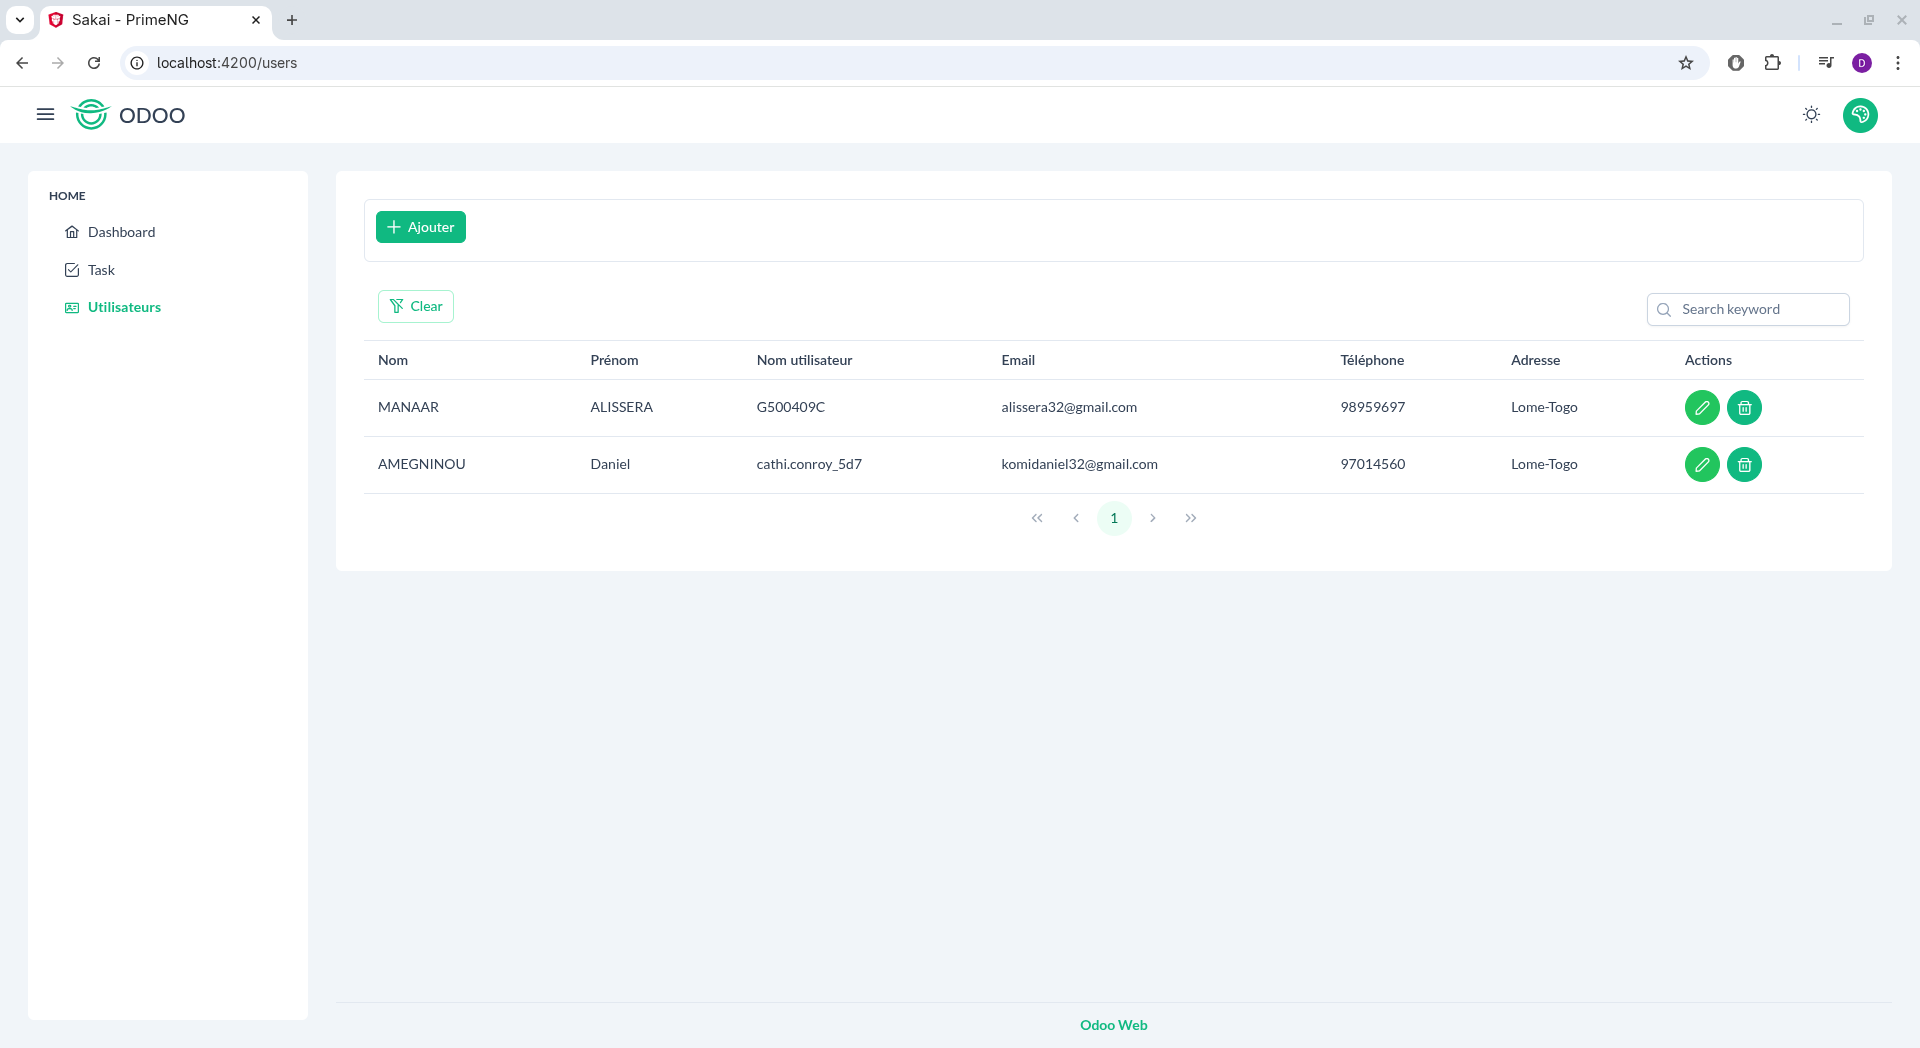 Sakai - PrimeNG
localhost:4200/users
D
ODOO
HOME
Dashboard
Task
Utilisateurs
Ajouter
Clear
Search keyword
Nom Prénom Nom utilisateur Email Téléphone Adresse Actions
MANAAR ALISSERA G500409C alissera32@gmail.com 98959697 Lome-Togo
AMEGNINOU Daniel cathi.conroy_5d7 komidaniel32@gmail.com 97014560 Lome-Togo
1
Odoo Web